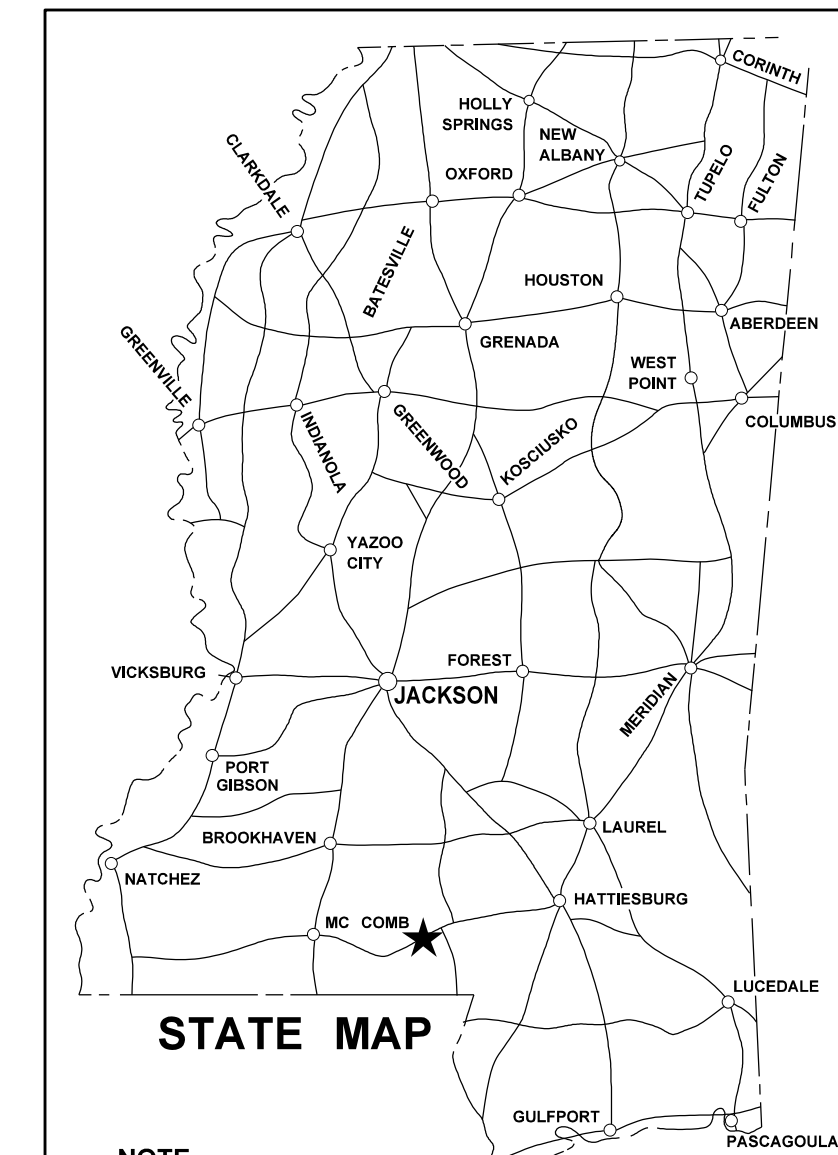 CORINTH
HOLLY
SPRINGS
NEW
ALBANY
CLARKDALE
OXFORD
TUPELO
FULTON
BATESVILLE
HOUSTON
GREENVILLE
GRENADA
ABERDEEN
WEST
POINT
COLUMBUS
INDIANOLA
GREENWOOD
KOSCIUSKO
YAZOO
CITY
VICKSBURG
FOREST
JACKSON
MERIDIAN
PORT
GIBSON
BROOKHAVEN
LAUREL
NATCHEZ
HATTIESBURG
MC COMB
LUCEDALE
STATE MAP
GULFPORT
PASCAGOULA
NOTE